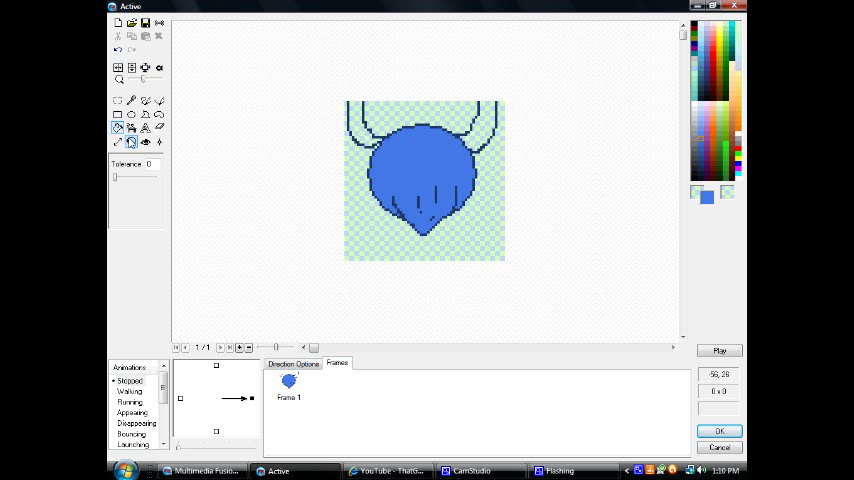 Active
Tolerance 0
1 / 1
Animations
Stopped
Walking
Running
Appearing
Disappearing
Bouncing
Launching
Direction Options
Frames
Frame 1
Play
-56, 26
0 x 0
OK
Cancel
Multimedia Fusio...
Active
YouTube - ThatG...
CamStudio
Flashing
1:10 PM